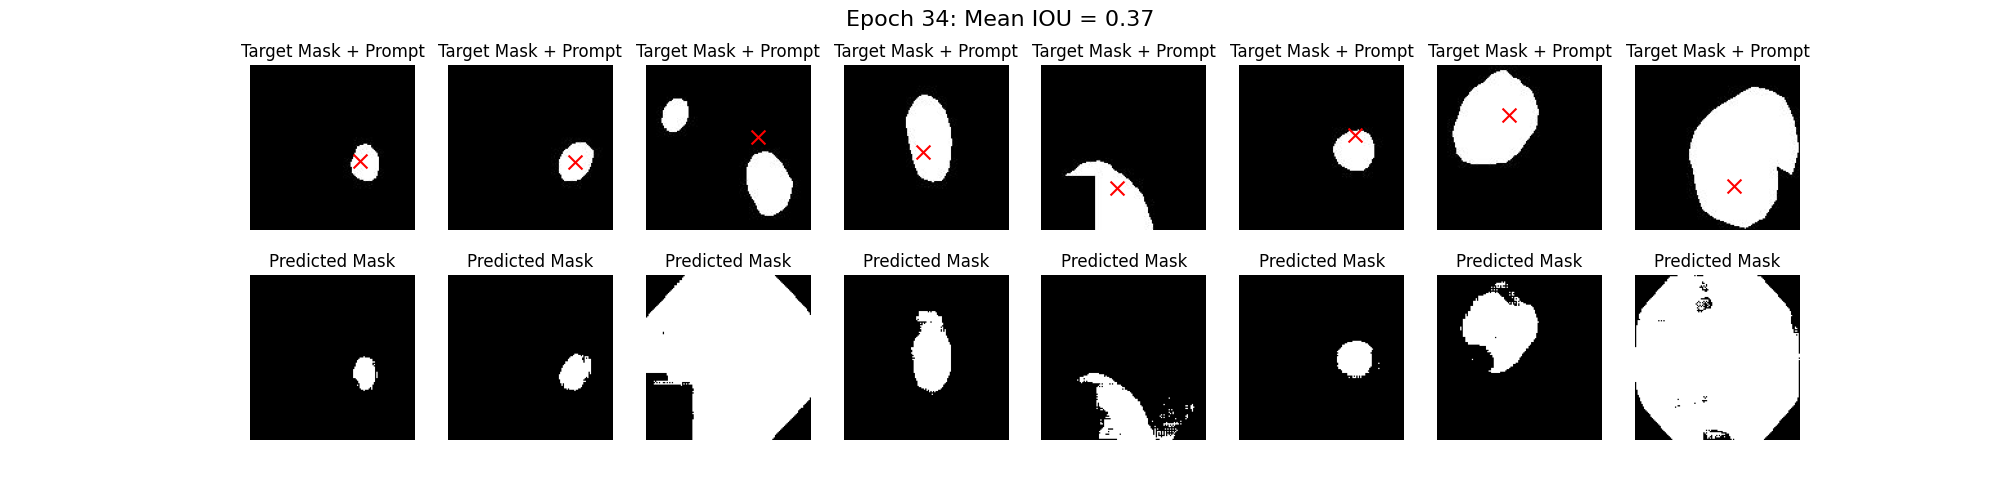 Epoch 34: Mean IOU = 0.37
Target Mask + Prompt Target Mask + Prompt Target Mask + Prompt Target Mask + Prompt Target Mask + Prompt Target Mask + Prompt Target Mask + Prompt Target Mask + Prompt
Predicted Mask Predicted Mask Predicted Mask Predicted Mask Predicted Mask Predicted Mask Predicted Mask Predicted Mask